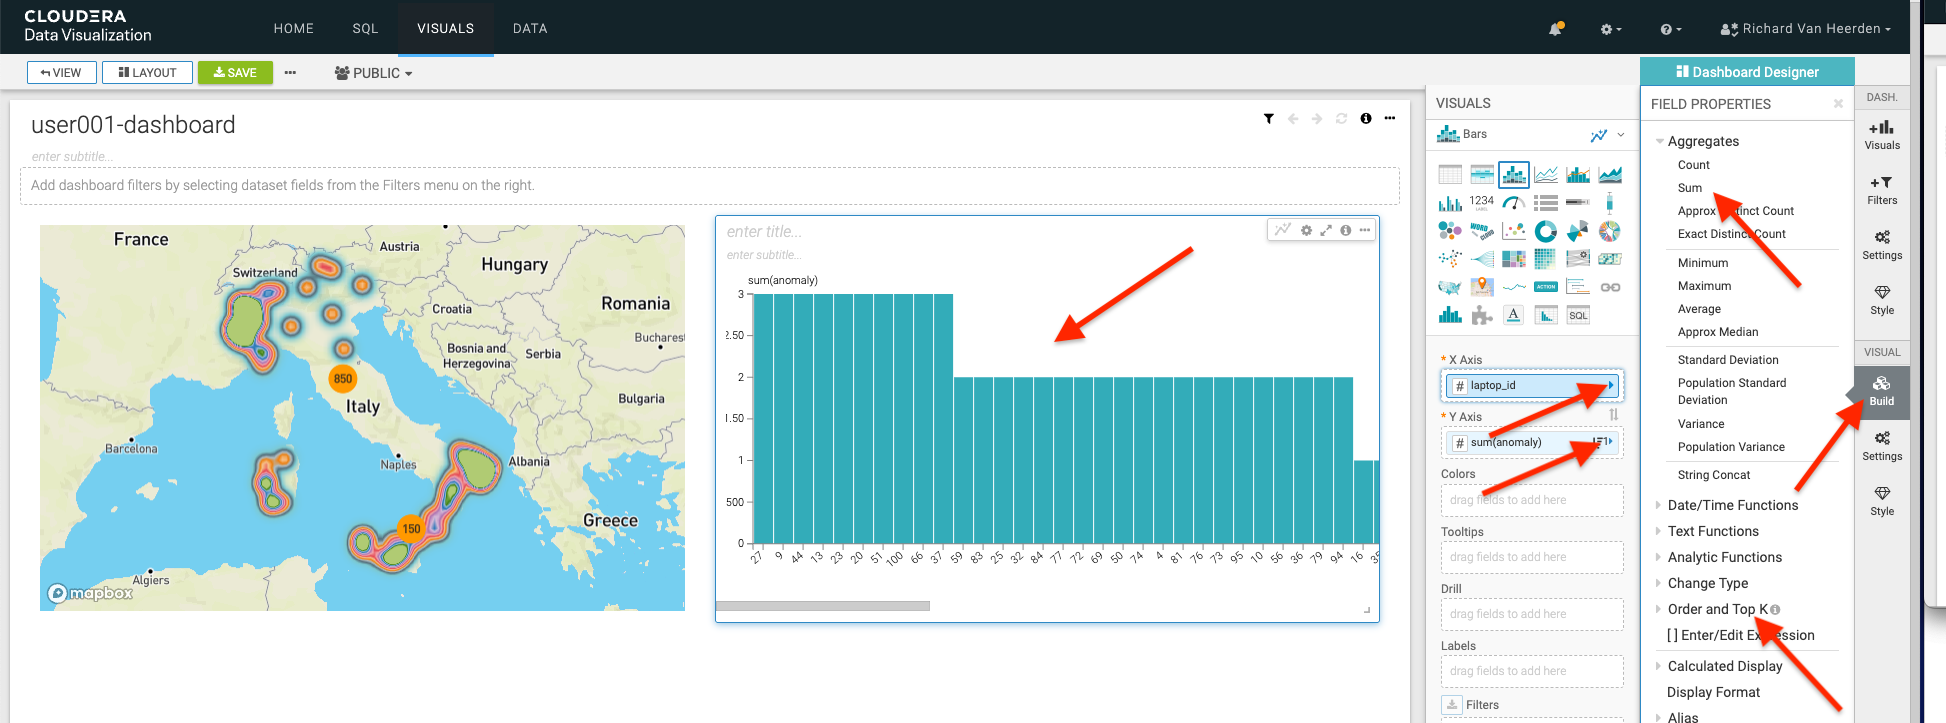 CLOUDERA
Data Visualization
HOME
SQL
VISUALS
DATA
Richard Van Heerden
VIEW
LAYOUT
SAVE
PUBLIC
Dashboard Designer
user001-dashboard
enter subtitle...
Add dashboard filters by selecting dataset fields from the Filters menu on the right.
France
Austria
Switzerland
Hungary
Romania
Croatia
Bosnia and
Herzegovina
Serbia
Bucharest
850
Italy
Bulgaria
Barcelona
Naples
Albania
150
Greece
Algiers
mapbox
enter title...
enter subtitle...
sum(anomaly)
3
2.50
2
1.50
1
500
0
27
9
44
13
23
20
51
100
66
37
59
83
25
32
84
77
72
69
50
74
4
81
76
73
95
10
56
36
79
94
16
VISUALS
Bars
1234
LABEL
WORD
CLOUD
ACTION
A
SQL
* X Axis
# laptop_id
* Y Axis
# sum(anomaly) 1
Colors
drag fields to add here
Tooltips
drag fields to add here
Drill
drag fields to add here
Labels
drag fields to add here
Filters
FIELD PROPERTIES
Aggregates
Count
Sum
Approx Distinct Count
Exact Distinct Count
Minimum
Maximum
Average
Approx Median
Standard Deviation
Population Standard
Deviation
Variance
Population Variance
String Concat
Date/Time Functions
Text Functions
Analytic Functions
Change Type
Order and Top K
[ ] Enter/Edit Expression
Calculated Display
Display Format
Alias
DASH.
Visuals
Filters
Settings
Style
VISUAL
Build
Settings
Style